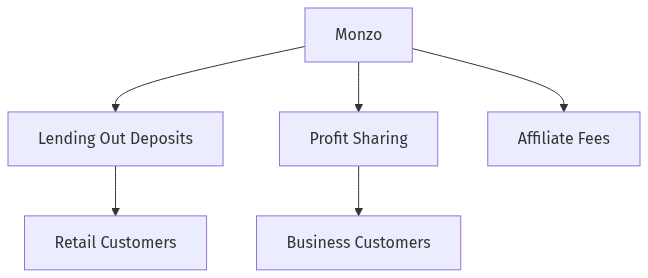 Monzo
Lending Out Deposits
Profit Sharing
Affiliate Fees
Retail Customers
Business Customers